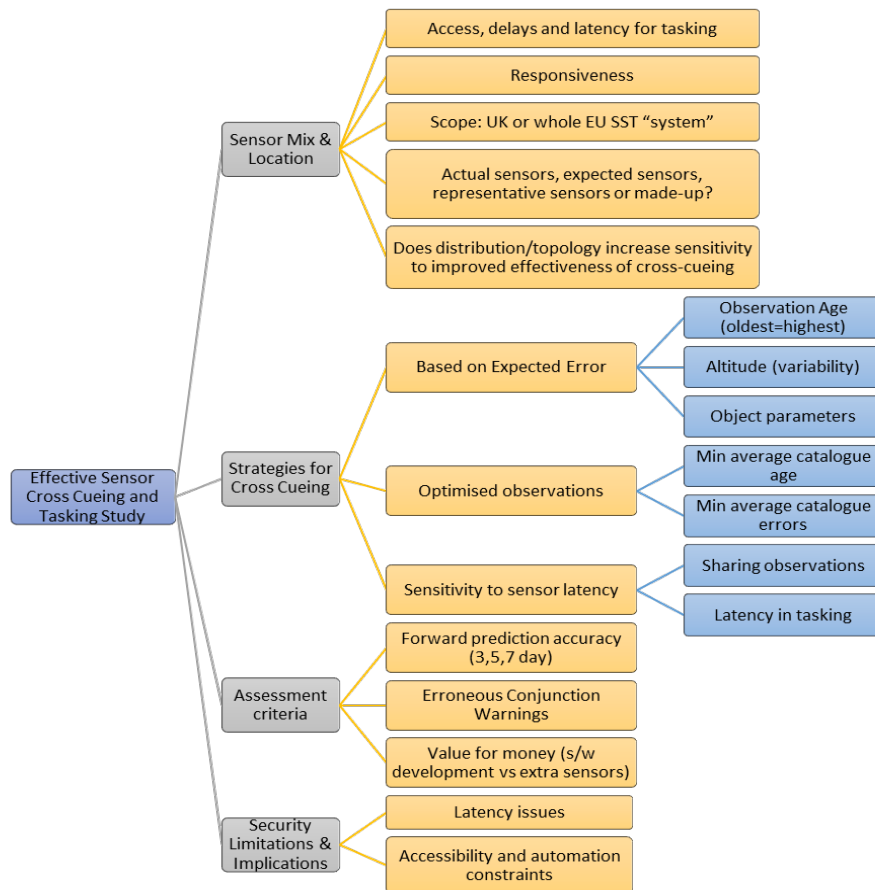 Effective Sensor
Cross Cueing and
Tasking Study
Sensor Mix &
Location
Access, delays and latency for tasking
Responsiveness
Scope: UK or whole EU SST “system”
Actual sensors, expected sensors,
representative sensors or made-up?
Does distribution/topology increase sensitivity
to improved effectiveness of cross-cueing
Strategies for
Cross Cueing
Based on Expected Error
Observation Age
(oldest=highest)
Altitude (variability)
Object parameters
Optimised observations
Min average catalogue
age
Min average catalogue
errors
Sensitivity to sensor latency
Sharing observations
Latency in tasking
Assessment
criteria
Forward prediction accuracy
(3,5,7 day)
Erroneous Conjunction
Warnings
Value for money (s/w
development vs extra sensors)
Security
Limitations &
Implications
Latency issues
Accessibility and automation
constraints